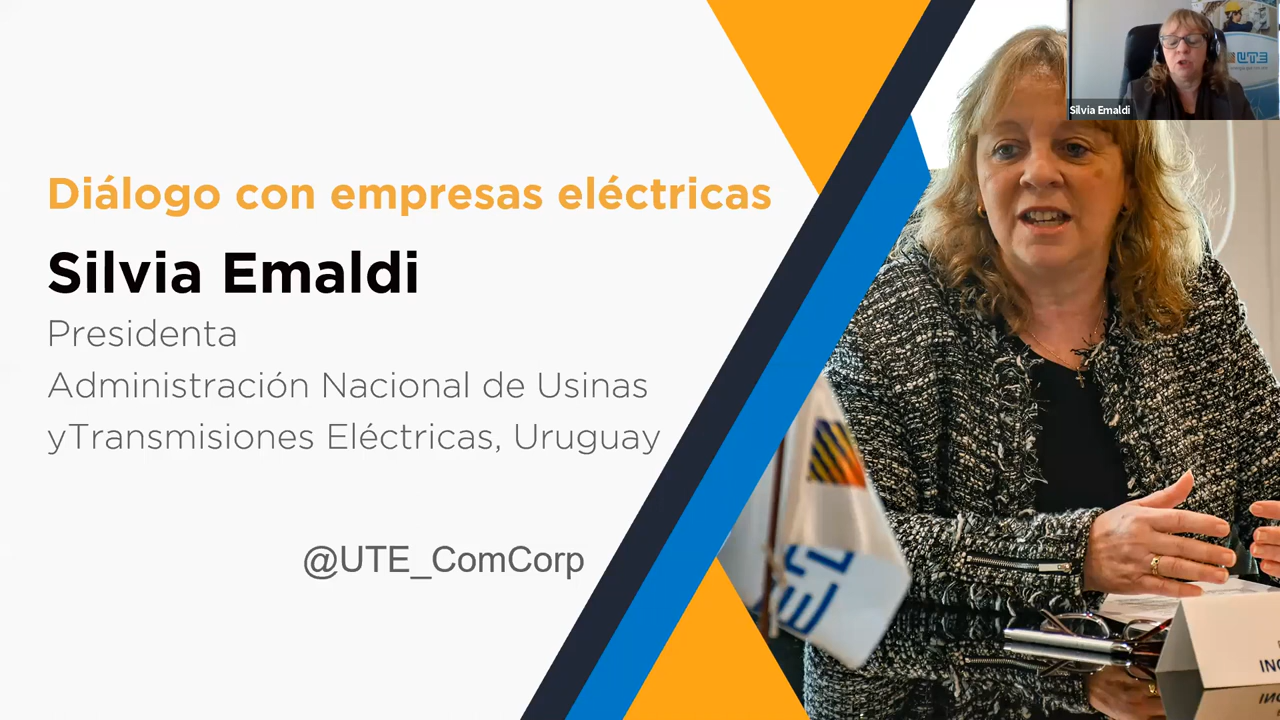 Diálogo con empresas eléctricas
Silvia Emaldi
Presidenta
Administración Nacional de Usinas
yTransmisiones Eléctricas, Uruguay
@UTE_ComCorp
Silvia Emaldi
UTE